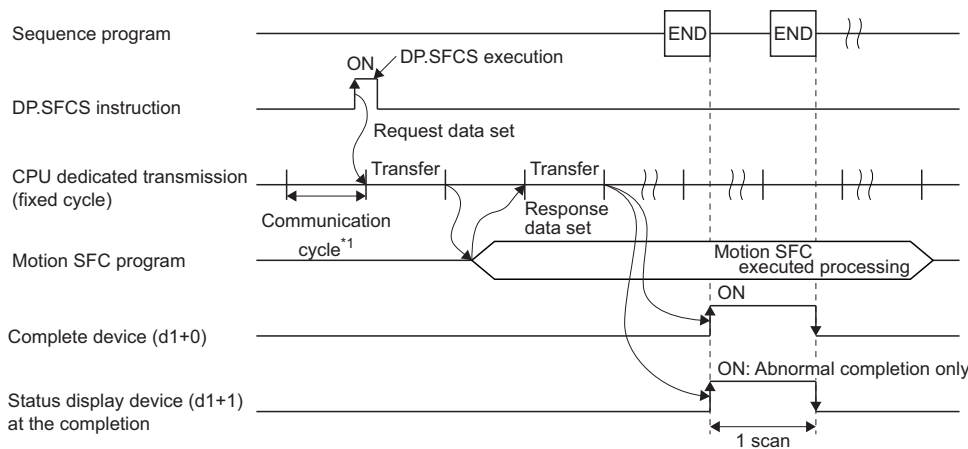 Sequence program
END
END
ON
DP.SFCS execution
DP.SFCS instruction
Request data set
CPU dedicated transmission
(fixed cycle)
Transfer
Transfer
Communication
cycle*1
Response
data set
Motion SFC program
Motion SFC
executed processing
ON
Complete device (d1+0)
ON: Abnormal completion only
Status display device (d1+1)
at the completion
1 scan